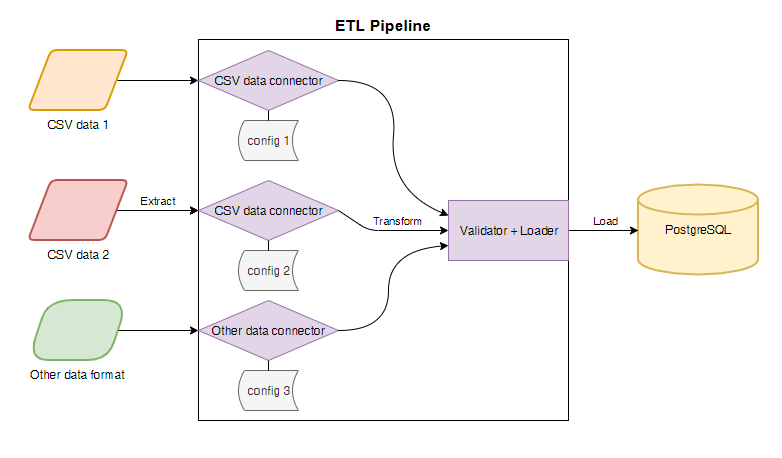 ETL Pipeline
CSV data connector
CSV data 1
config 1
Extract
CSV data connector
Transform
Validator + Loader
Load
PostgreSQL
CSV data 2
config 2
Other data connector
Other data format
config 3